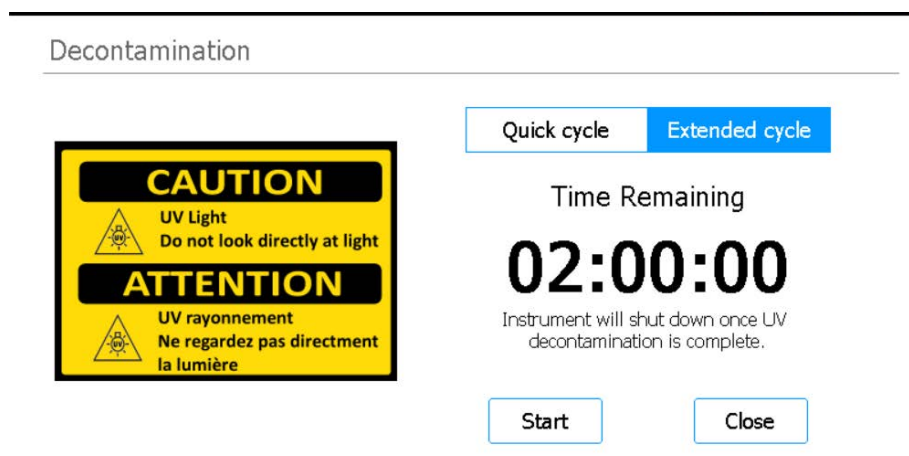 Decontamination
CAUTION
UV Light
Do not look directly at light
ATTENTION
UV rayonnement
Ne regardez pas directment
la lumière
Quick cycle
Extended cycle
Time Remaining
02:00:00
Instrument will shut down once UV
decontamination is complete.
Start
Close